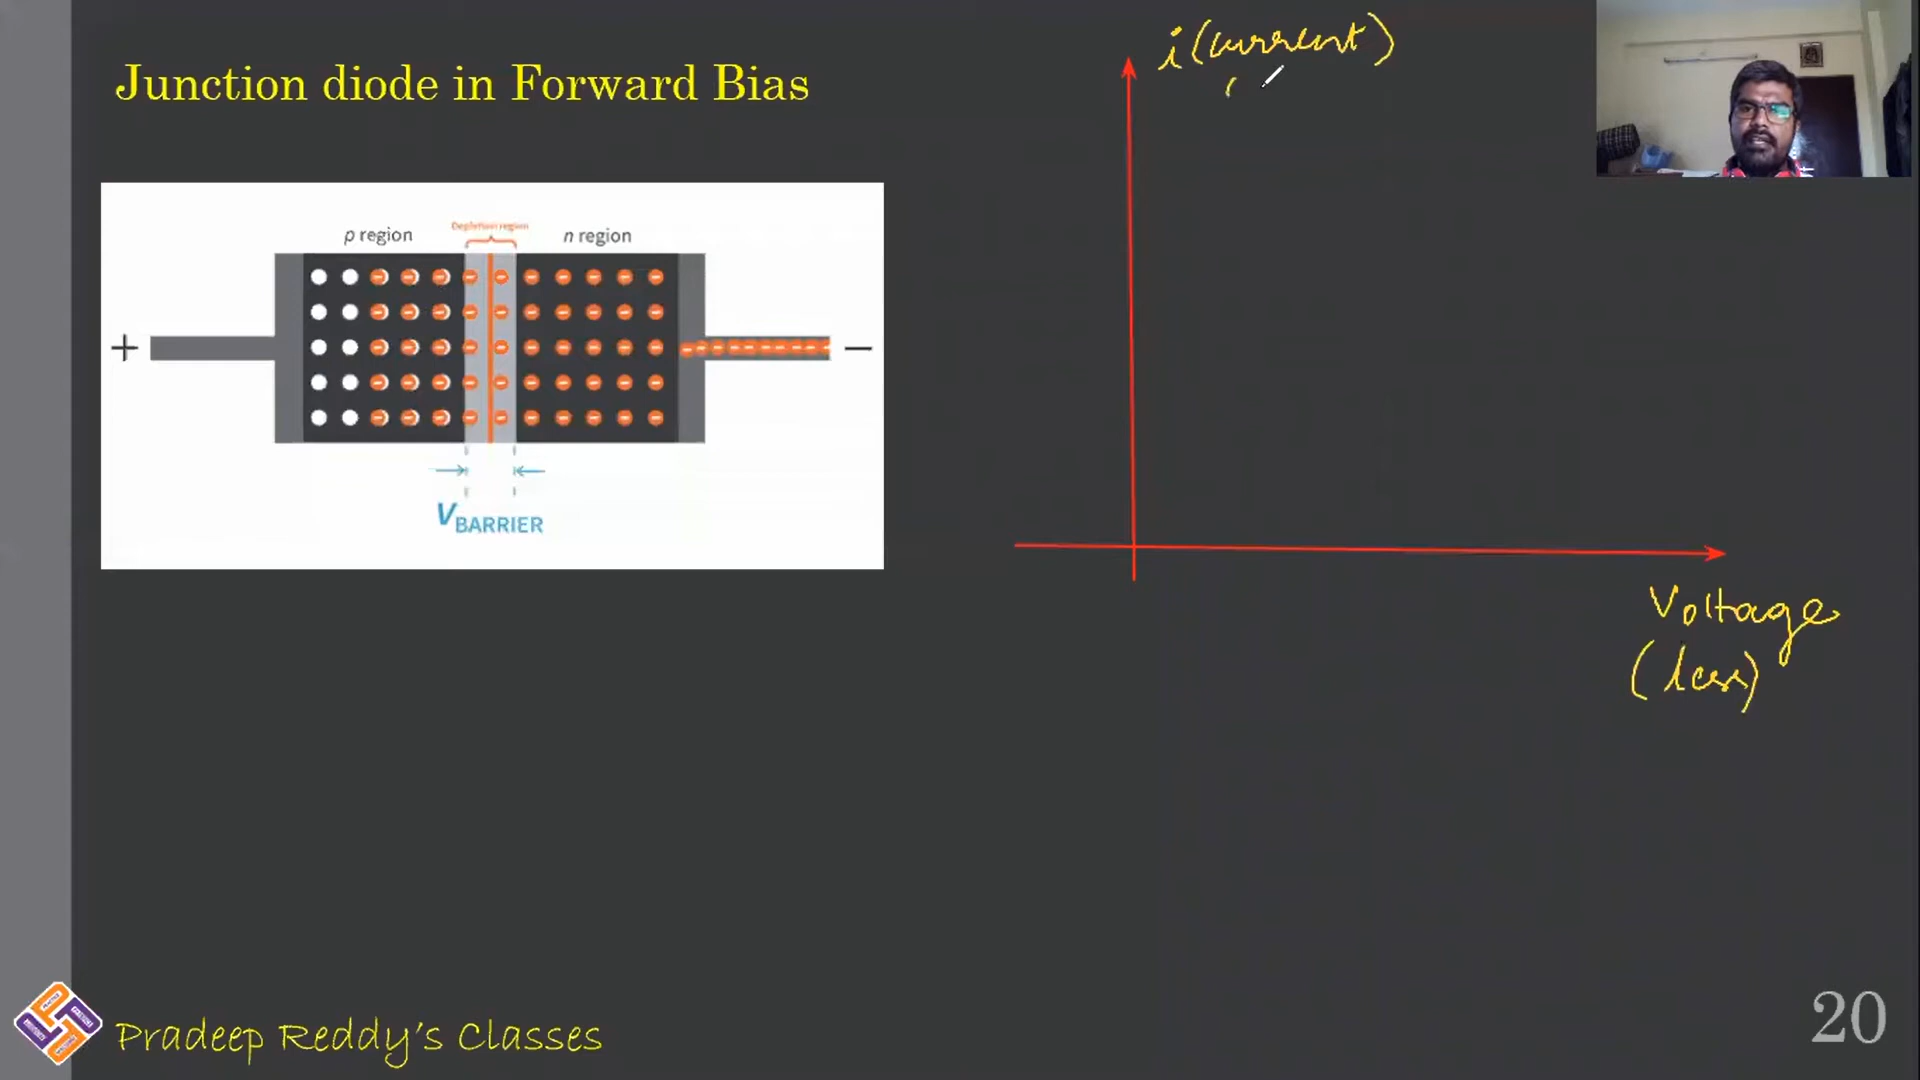 Junction diode in Forward Bias
i (current)
(
p region
Depletion region
n region
+
−
VBARRIER
Voltage
(less)
Pradeep Reddy's Classes
20